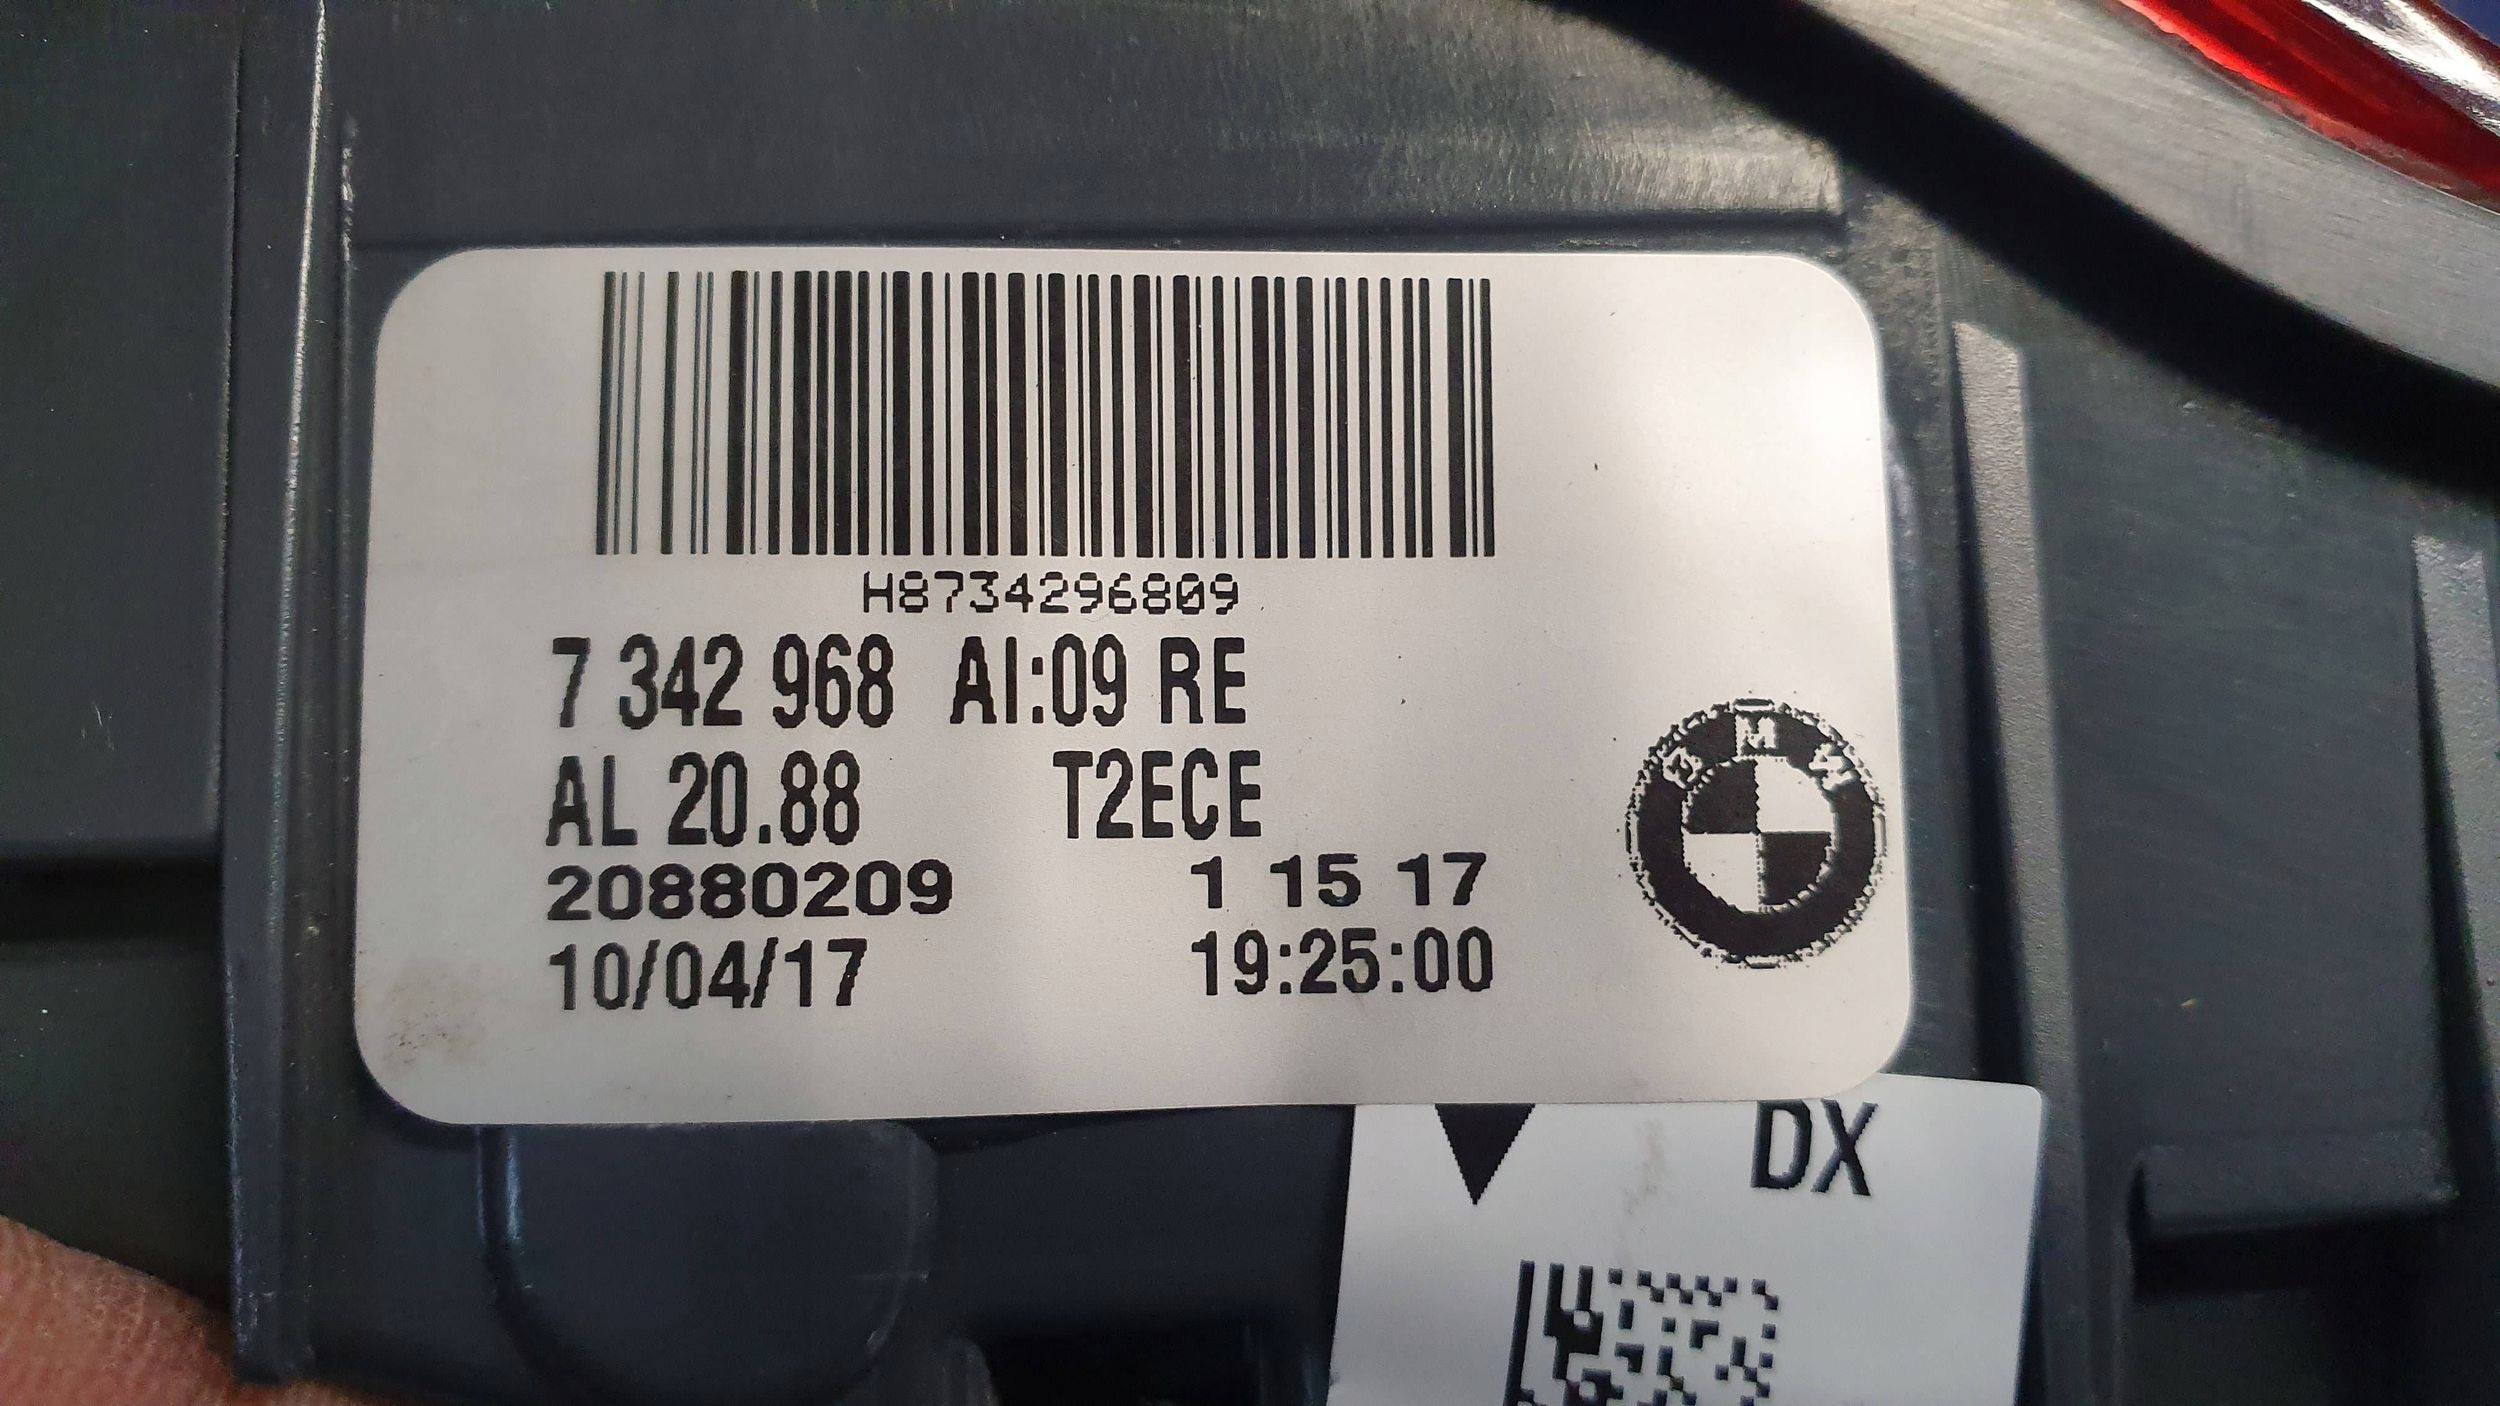 H8734296809
7 342 968 AI:09 RE
AL 20.88 T2ECE
20880209 1 15 17
10/04/17 19:25:00
BMW
DX